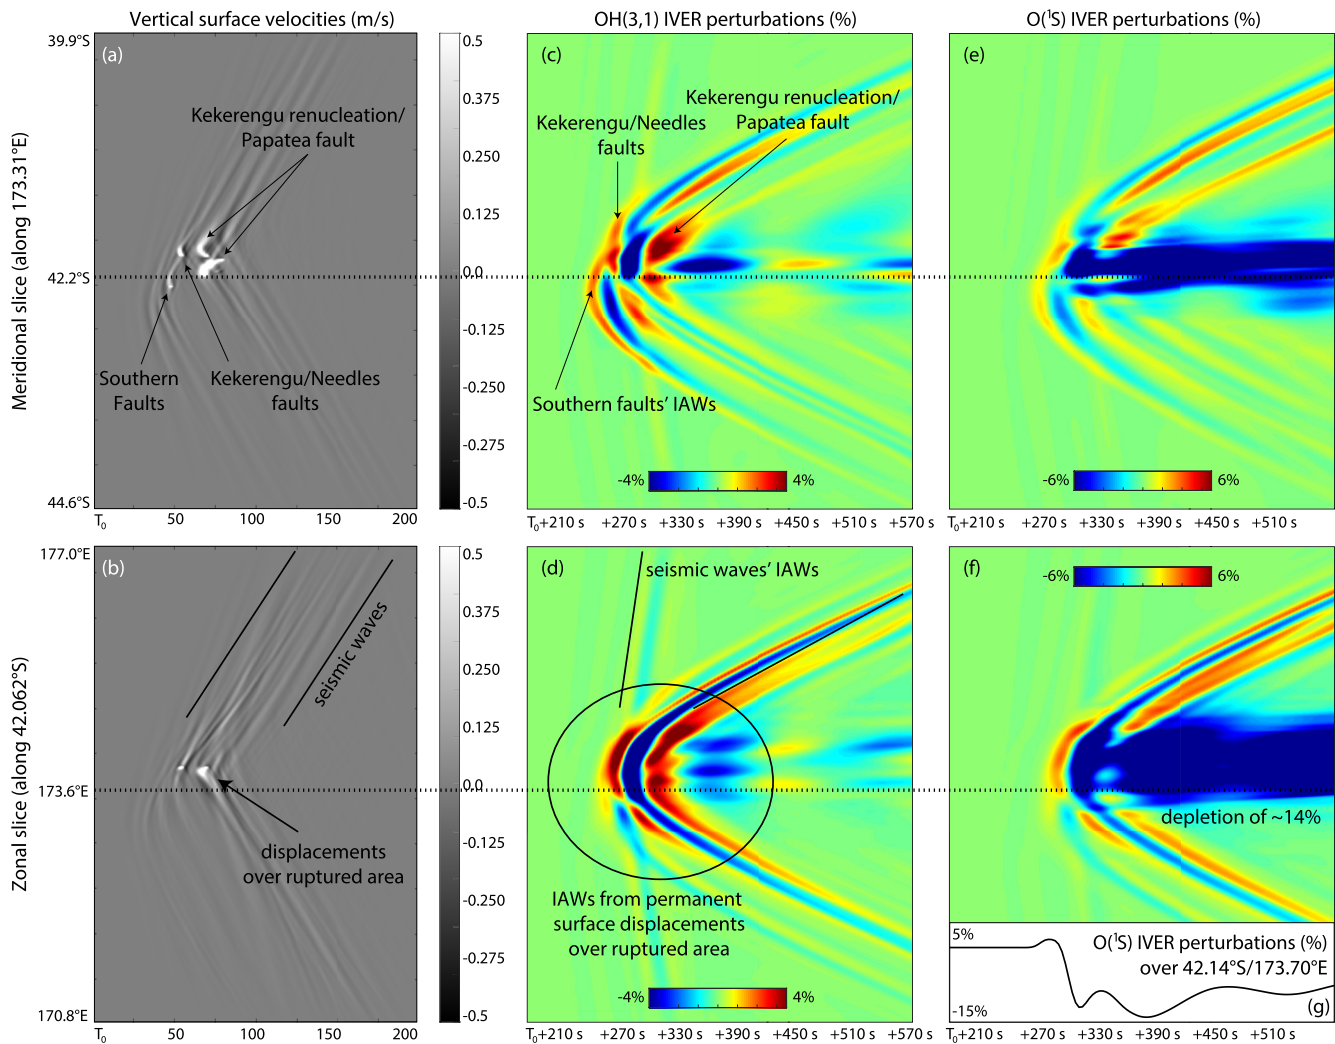 Vertical surface velocities (m/s)
OH(3,1) IVER perturbations (%)
O(¹S) IVER perturbations (%)
Meridional slice (along 173.31°E)
39.9°S
42.2°S
44.6°S
(a)
Kekerengu renucleation/
Papatea fault
Southern
Faults
Kekerengu/Needles
faults
T₀ 50 100 150 200
0.5
0.375
0.250
0.125
0.0
-0.125
-0.250
-0.275
-0.5
(c)
Kekerengu/Needles
faults
Kekerengu renucleation/
Papatea fault
Southern faults’ IAWs
-4% 4%
T₀+210 s +270 s +330 s +390 s +450 s +510 s +570 s
(e)
-6% 6%
T₀+210 s +270 s +330 s +390 s +450 s +510 s
Zonal slice (along 42.062°S)
177.0°E
173.6°E
170.8°E
(b)
seismic waves
displacements
over ruptured area
T₀ 50 100 150 200
0.5
0.375
0.250
0.125
0.0
-0.125
-0.250
-0.275
-0.5
(d)
seismic waves’ IAWs
IAWs from permanent
surface displacements
over ruptured area
-4% 4%
T₀+210 s +270 s +330 s +390 s +450 s +510 s +570 s
(f)
-6% 6%
depletion of ~14%
5%
O(¹S) IVER perturbations (%)
over 42.14°S/173.70°E
-15%
(g)
T₀+210 s +270 s +330 s +390 s +450 s +510 s